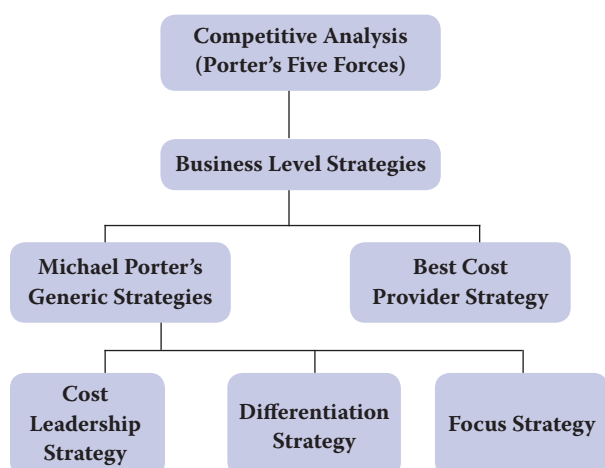 Competitive Analysis
(Porter's Five Forces)
Business Level Strategies
Michael Porter's
Generic Strategies
Best Cost
Provider Strategy
Cost
Leadership
Strategy
Differentiation
Strategy
Focus Strategy